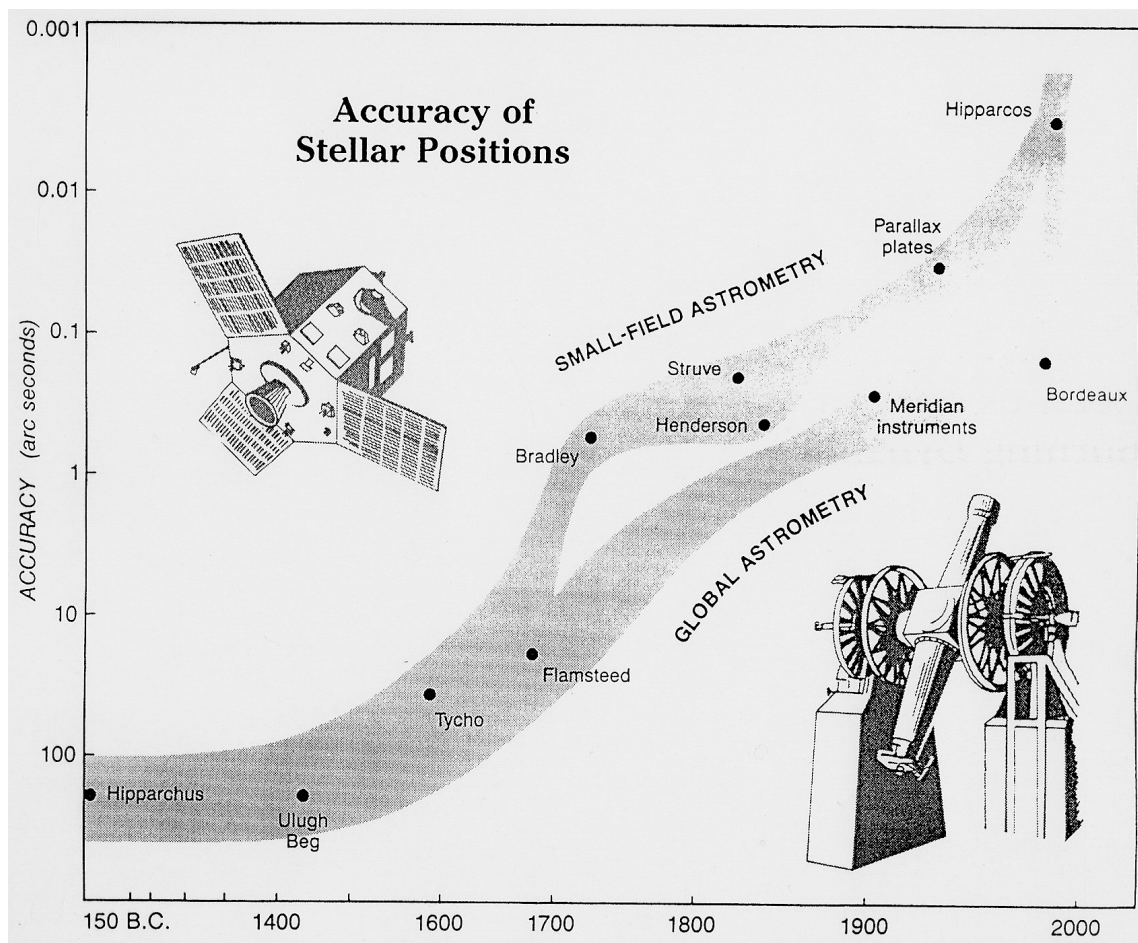 0.001
Accuracy of
Stellar Positions
Hipparcos
0.01
Parallax
plates
SMALL-FIELD ASTROMETRY
0.1
Struve
Bordeaux
Henderson
Meridian
instruments
Bradley
1
ACCURACY (arc seconds)
GLOBAL ASTROMETRY
10
Flamsteed
Tycho
100
Hipparchus
Ulugh
Beg
150 B.C. 1400 1600 1700 1800 1900 2000